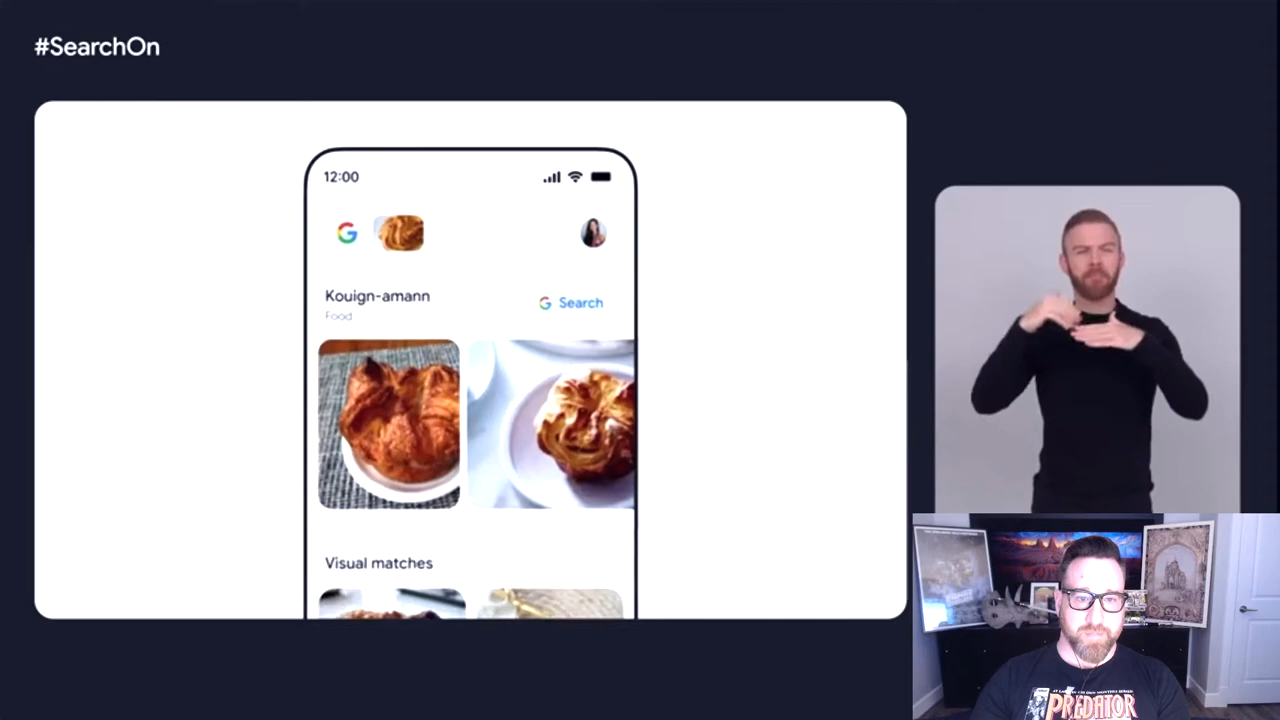 #SearchOn
12:00
Kouign-amann
Food
Search
Visual matches
PREDATOR